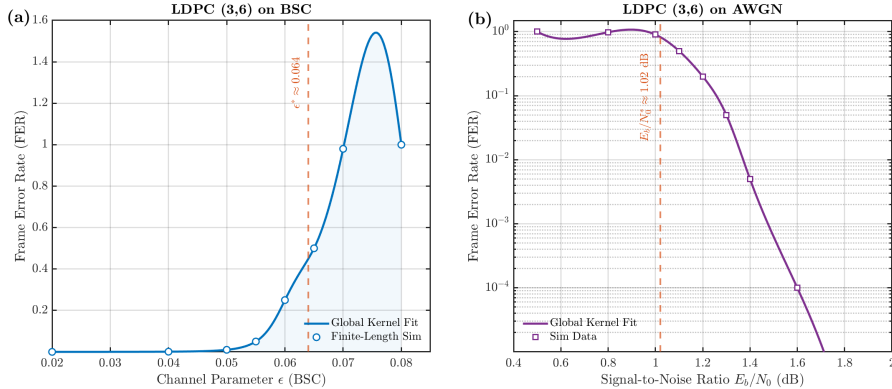 (a)
LDPC (3,6) on BSC
1.6
1.4
1.2
1
0.8
0.6
0.4
0.2
Frame Error Rate (FER)
ϵ* ≈ 0.064
Global Kernel Fit
Finite-Length Sim
0.02 0.03 0.04 0.05 0.06 0.07 0.08
Channel Parameter ϵ (BSC)
(b)
LDPC (3,6) on AWGN
10⁰
10⁻¹
10⁻²
10⁻³
10⁻⁴
Frame Error Rate (FER)
E_b/N_0* ≈ 1.02 dB
Global Kernel Fit
Sim Data
0.4 0.6 0.8 1 1.2 1.4 1.6 1.8 2
Signal-to-Noise Ratio E_b/N_0 (dB)